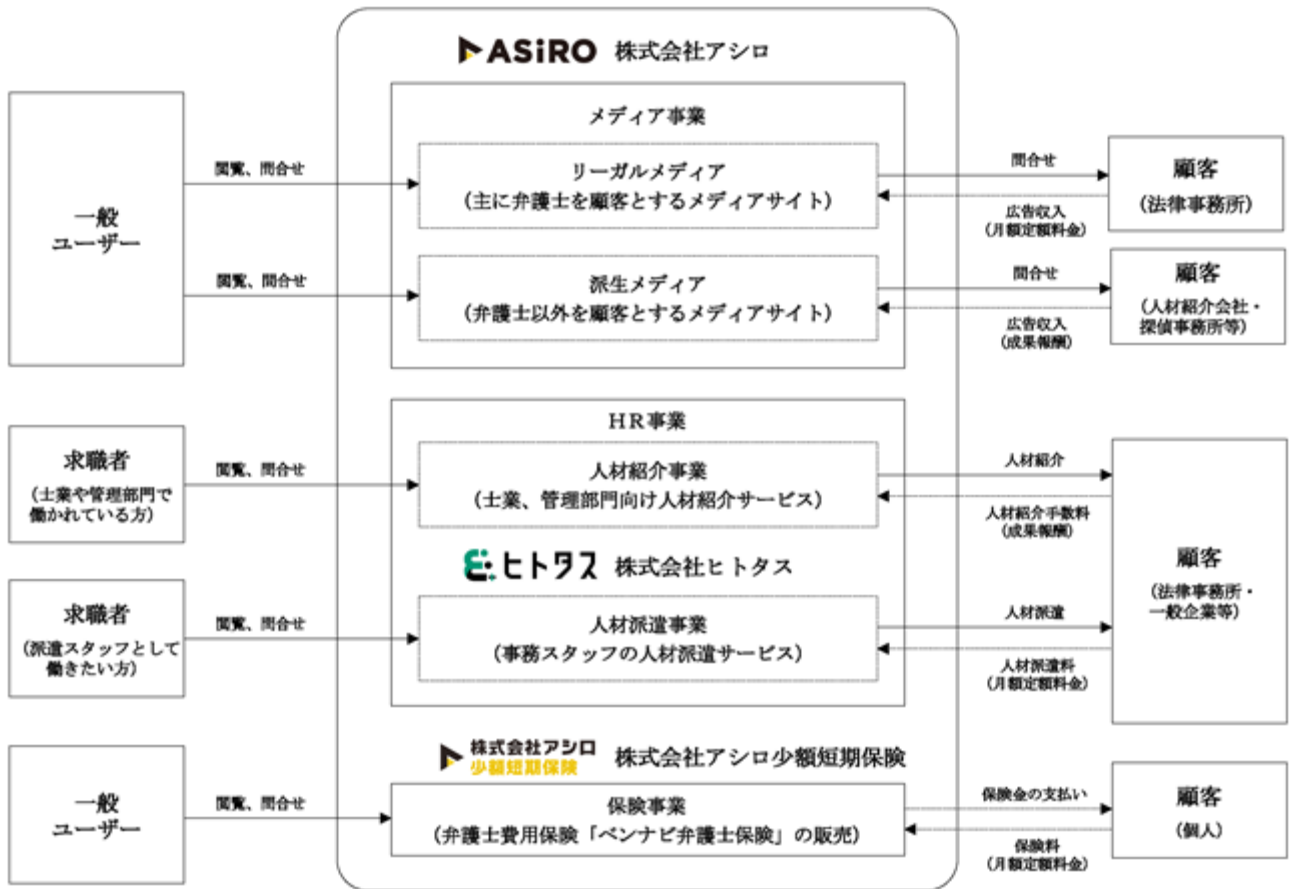 ASiRO 株式会社アシロ
メディア事業
一般
ユーザー
閲覧、問合せ
リーガルメディア
(主に弁護士を顧客とするメディアサイト)
問合せ
広告収入
(月額定額料金)
顧客
(法律事務所)
閲覧、問合せ
派生メディア
(弁護士以外を顧客とするメディアサイト)
問合せ
広告収入
(成果報酬)
顧客
(人材紹介会社・
探偵事務所等)
HR事業
求職者
(士業や管理部門で
働かれている方)
閲覧、問合せ
人材紹介事業
(士業、管理部門向け人材紹介サービス)
人材紹介
人材紹介手数料
(成果報酬)
顧客
(法律事務所・
一般企業等)
ヒトタス 株式会社ヒトタス
求職者
(派遣スタッフとして
働きたい方)
閲覧、問合せ
人材派遣事業
(事務スタッフの人材派遣サービス)
人材派遣
人材派遣料
(月額定額料金)
株式会社アシロ
少額短期保険
株式会社アシロ少額短期保険
一般
ユーザー
閲覧、問合せ
保険事業
(弁護士費用保険「ベンナビ弁護士保険」の販売)
保険金の支払い
保険料
(月額定額料金)
顧客
(個人)